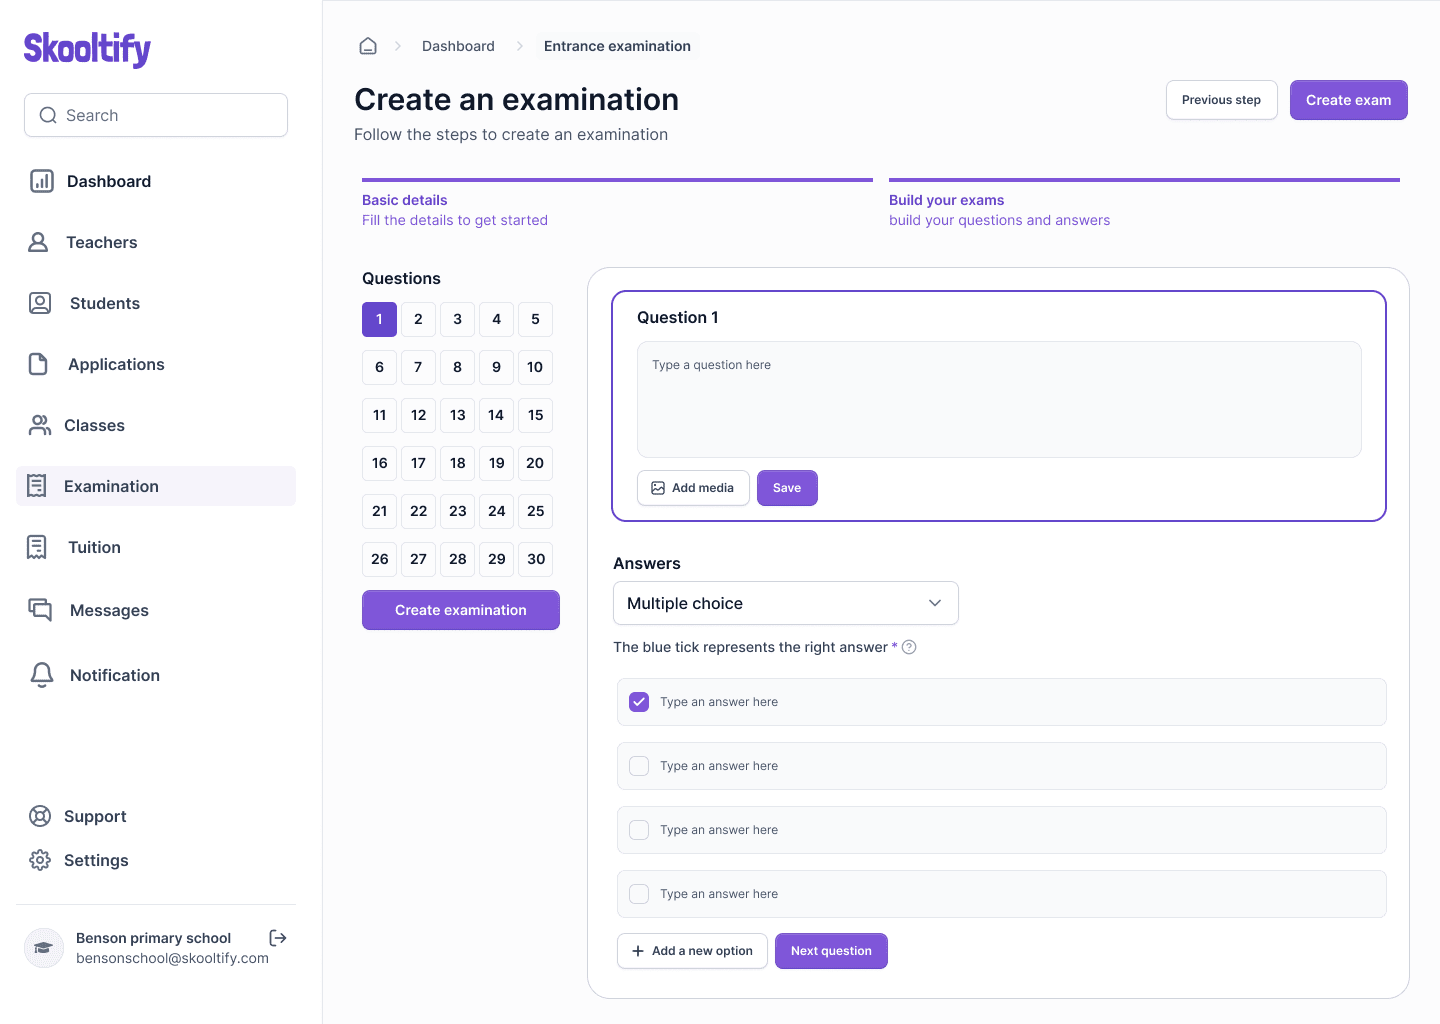 Skooltify
Search
Dashboard
Teachers
Students
Applications
Classes
Examination
Tuition
Messages
Notification
Support
Settings
Benson primary school
bensonschool@skooltify.com
Dashboard
Entrance examination
Create an examination
Follow the steps to create an examination
Previous step
Create exam
Basic details
Fill the details to get started
Build your exams
build your questions and answers
Questions
1 2 3 4 5
6 7 8 9 10
11 12 13 14 15
16 17 18 19 20
21 22 23 24 25
26 27 28 29 30
Create examination
Question 1
Type a question here
Add media
Save
Answers
Multiple choice
The blue tick represents the right answer *
Type an answer here
Type an answer here
Type an answer here
Type an answer here
Add a new option
Next question